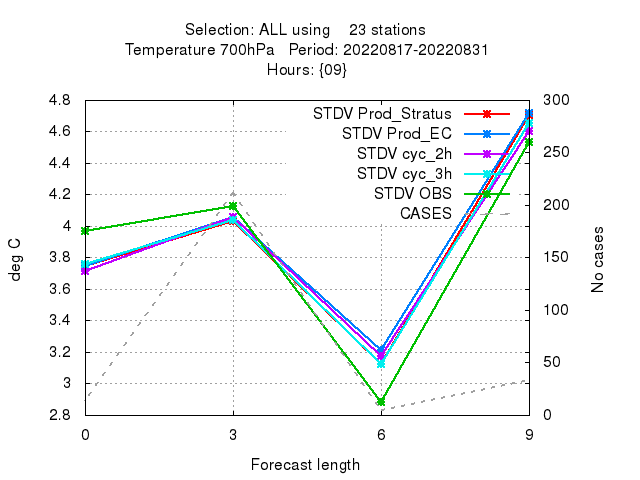 Selection: ALL using 23 stations
Temperature 700hPa Period: 20220817-20220831
Hours: {09}
4.8
4.6
4.4
4.2
4
3.8
3.6
3.4
3.2
3
2.8
deg C
300
250
200
150
100
50
0
No cases
STDV Prod_Stratus
STDV Prod_EC
STDV cyc_2h
STDV cyc_3h
STDV OBS
CASES
0 3 6 9
Forecast length